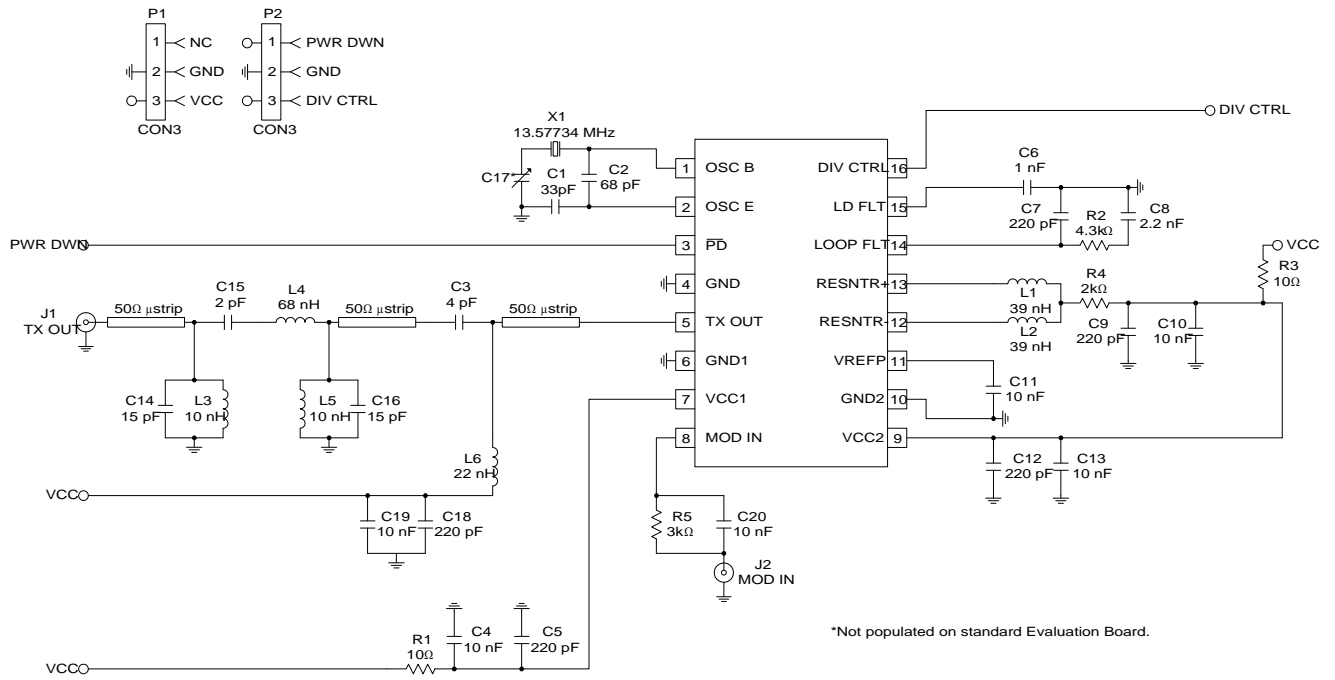 P1
P2
1 NC
2 GND
3 VCC
CON3
1 PWR DWN
2 GND
3 DIV CTRL
CON3
DIV CTRL
X1
13.57734 MHz
C17*
C1
33pF
C2
68 pF
1 OSC B
2 OSC E
3 PD
4 GND
5 TX OUT
6 GND1
7 VCC1
8 MOD IN
DIV CTRL 16
LD FLT 15
LOOP FLT 14
RESNTR+ 13
RESNTR- 12
VREFP 11
GND2 10
VCC2 9
C6
1 nF
C7
220 pF
R2
4.3kΩ
C8
2.2 nF
VCC
R3
10Ω
L1
39 nH
R4
2kΩ
L2
39 nH
C9
220 pF
C10
10 nF
C11
10 nF
C12
220 pF
C13
10 nF
PWR DWN
J1
TX OUT
50Ω µstrip
C15
2 pF
L4
68 nH
50Ω µstrip
C3
4 pF
50Ω µstrip
C14
15 pF
L3
10 nH
L5
10 nH
C16
15 pF
L6
22 nH
VCC
C19
10 nF
C18
220 pF
R5
3kΩ
C20
10 nF
J2
MOD IN
VCC
R1
10Ω
C4
10 nF
C5
220 pF
*Not populated on standard Evaluation Board.